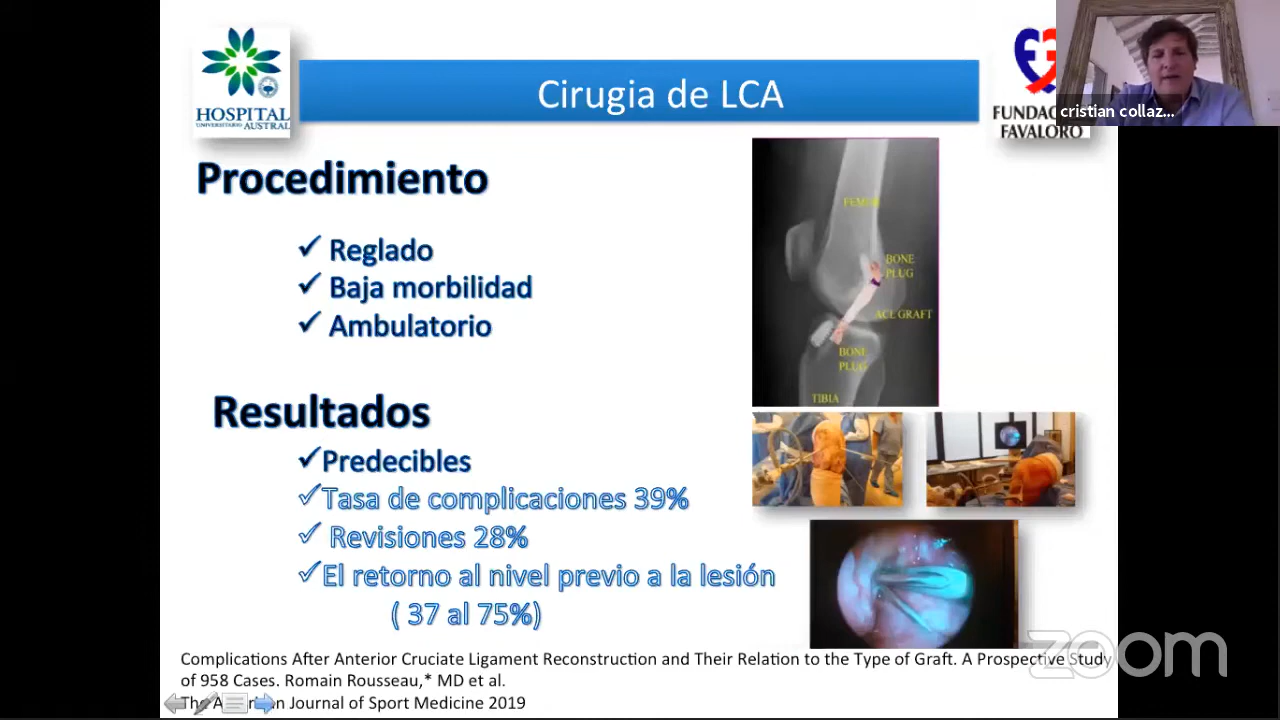 HOSPITAL
UNIVERSITARIO AUSTRAL
Cirugia de LCA
FAVALORO
cristian collaz...
Procedimiento
✓ Reglado
✓ Baja morbilidad
✓ Ambulatorio
BONE
PLUG
ACL GRAFT
BONE
PLUG
TIBIA
Resultados
✓Predecibles
✓Tasa de complicaciones 39%
✓ Revisiones 28%
✓El retorno al nivel previo a la lesión
( 37 al 75%)
Complications After Anterior Cruciate Ligament Reconstruction and Their Relation to the Type of Graft. A Prospective Study
of 958 Cases. Romain Rousseau,* MD et al.
Journal of Sport Medicine 2019
zoom